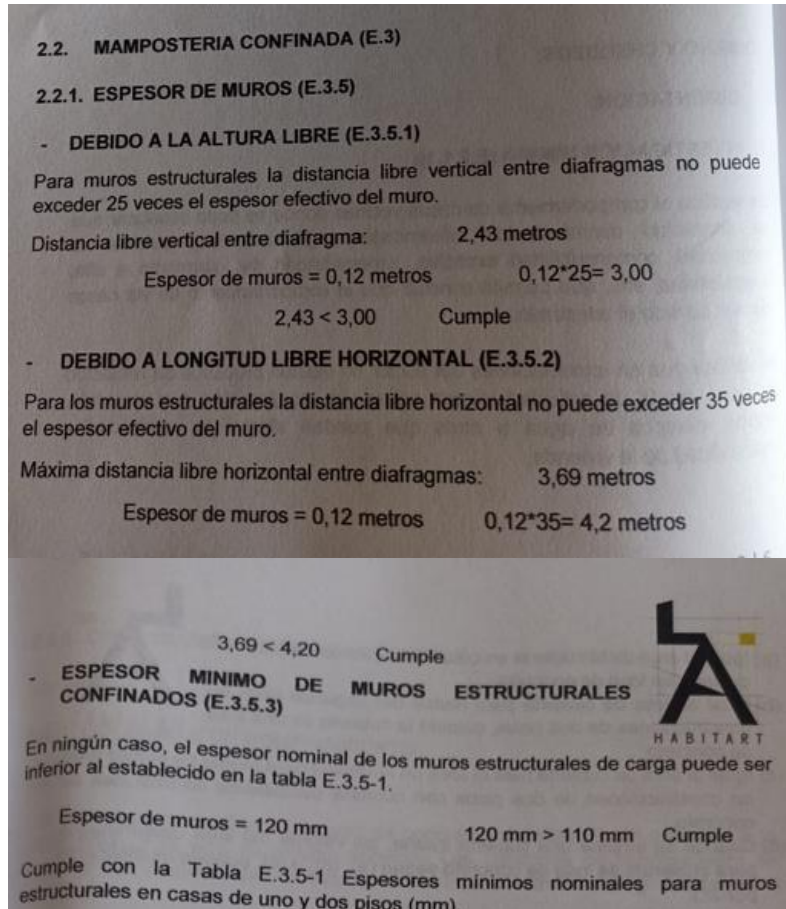 2.2. MAMPOSTERIA CONFINADA (E.3)
2.2.1. ESPESOR DE MUROS (E.3.5)
- DEBIDO A LA ALTURA LIBRE (E.3.5.1)
Para muros estructurales la distancia libre vertical entre diafragmas no puede
exceder 25 veces el espesor efectivo del muro.
Distancia libre vertical entre diafragma: 2,43 metros
Espesor de muros = 0,12 metros 0,12*25= 3,00
2,43 < 3,00 Cumple
- DEBIDO A LONGITUD LIBRE HORIZONTAL (E.3.5.2)
Para los muros estructurales la distancia libre horizontal no puede exceder 35 veces
el espesor efectivo del muro.
Máxima distancia libre horizontal entre diafragmas: 3,69 metros
Espesor de muros = 0,12 metros 0,12*35= 4,2 metros
3,69 < 4,20 Cumple
- ESPESOR MINIMO DE MUROS ESTRUCTURALES
CONFINADOS (E.3.5.3)
HABITART
En ningún caso, el espesor nominal de los muros estructurales de carga puede ser
inferior al establecido en la tabla E.3.5-1.
Espesor de muros = 120 mm 120 mm > 110 mm Cumple
Cumple con la Tabla E.3.5-1 Espesores mínimos nominales para muros
estructurales en casas de uno y dos pisos (mm)